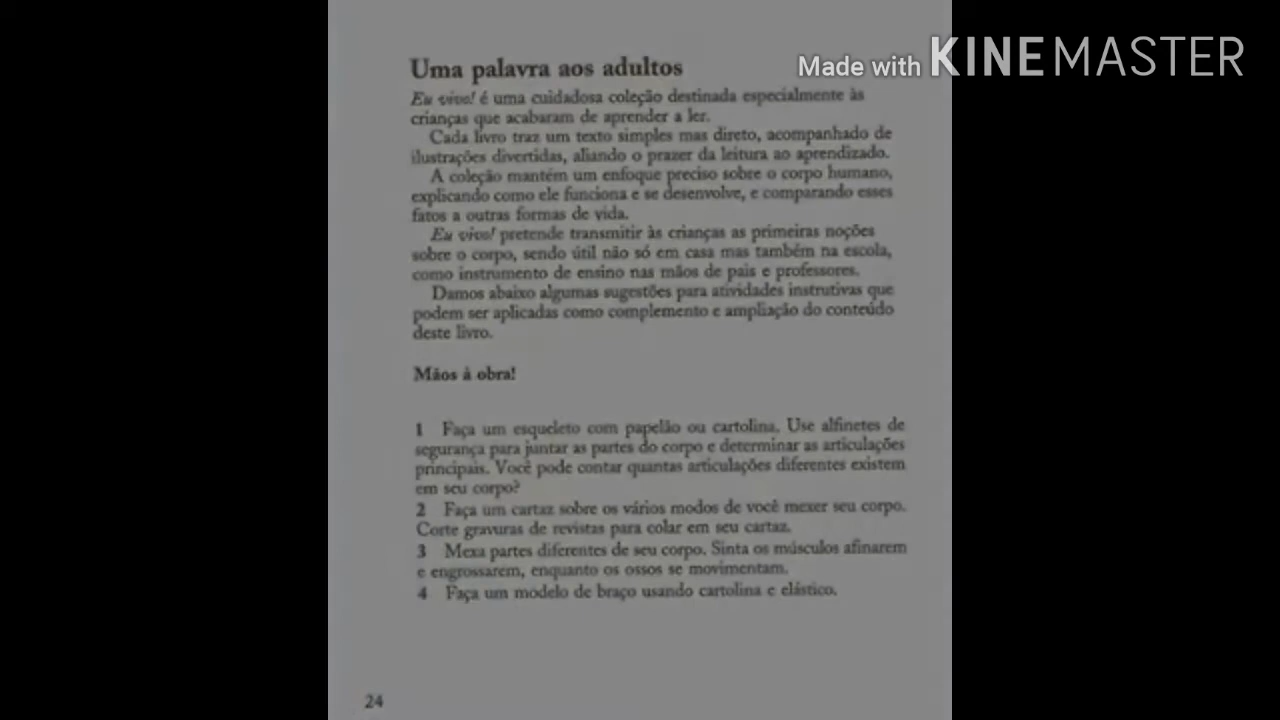 Made with KINEMASTER
Uma palavra aos adultos
Eu vivo! é uma cuidadosa coleção destinada especialmente às
crianças que acabaram de aprender a ler.
Cada livro traz um texto simples mas direto, acompanhado de
ilustrações divertidas, aliando o prazer da leitura ao aprendizado.
A coleção mantém um enfoque preciso sobre o corpo humano,
explicando como ele funciona e se desenvolve, e comparando esses
fatos a outras formas de vida.
Eu vivo! pretende transmitir às crianças as primeiras noções
sobre o corpo, sendo útil não só em casa mas também na escola,
como instrumento de ensino nas mãos de pais e professores.
Damos abaixo algumas sugestões para atividades instrutivas que
podem ser aplicadas como complemento e ampliação do conteúdo
deste livro.
Mãos à obra!
1 Faça um esqueleto com papelão ou cartolina. Use alfinetes de
segurança para juntar as partes do corpo e determinar as articulações
principais. Você pode contar quantas articulações diferentes existem
em seu corpo?
2 Faça um cartaz sobre os vários modos de você mexer seu corpo.
Corte gravuras de revistas para colar em seu cartaz.
3 Mexa partes diferentes de seu corpo. Sinta os músculos afinarem
e engrossarem, enquanto os ossos se movimentam.
4 Faça um modelo de braço usando cartolina e elástico.
24